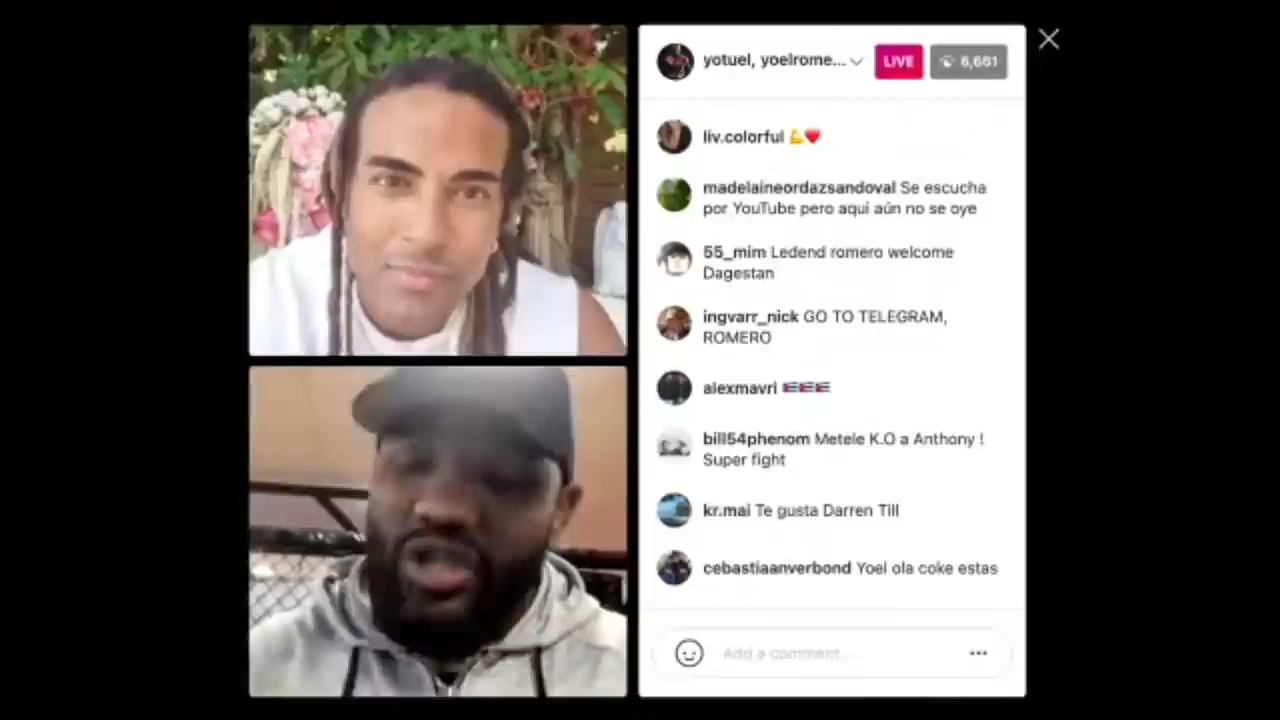 yotuel, yoelrome...
LIVE
6,661
liv.colorful 💪❤️
madelaineordazsandoval Se escucha
por YouTube pero aqui aún no se oye
55_mim Ledend romero welcome
Dagestan
ingvarr_nick GO TO TELEGRAM,
ROMERO
alexmavri 🇨🇺🇨🇺🇨🇺
bill54phenom Metele K.O a Anthony !
Super fight
kr.mai Te gusta Darren Till
cebastiaanverbond Yoel ola coke estas
Add a comment...